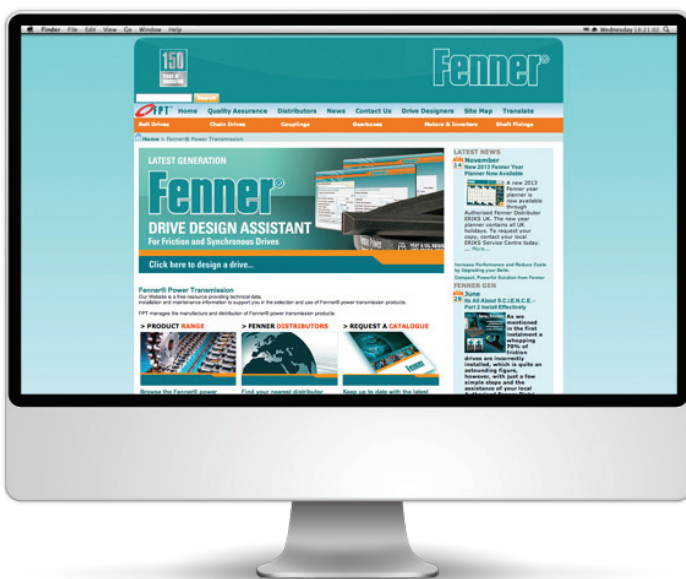 Finder File Edit View Go Window Help
Wednesday 18:21:02
150
Fenner®
Search
FPT™ Home Quality Assurance Distributors News Contact Us Drive Designers Site Map Translate
Belt Drives Chain Drives Couplings Gearboxes Motors & Inverters Shaft Fixings
Home > Fenner® Power Transmission
LATEST GENERATION
Fenner®
DRIVE DESIGN ASSISTANT
For Friction and Synchronous Drives
Click here to design a drive...
Fenner® Power Transmission
Our Website is a free resource providing technical data,
installation and maintenance information to support you in the selection and use of Fenner® power transmission products.
FPT manages the manufacture and distribution of Fenner® power transmission products.
> PRODUCT RANGE
> FENNER DISTRIBUTORS
> REQUEST A CATALOGUE
Browse the Fenner® power
Find your nearest distributor
Keep up to date with the latest
LATEST NEWS
14
November
New 2013 Fenner Year
Planner Now Available
A new 2013
Fenner year
planner is
now available
through
Authorised Fenner Distributor
ERIKS UK. The new year
planner contains all UK
holidays. To request your
copy, contact your local
ERIKS Service Centre today.
... More...
Increase Performance and Reduce Costs
by Upgrading your Belts.
Compact, Powerful Solution from Fenner
FENNER GEN
28
June
Its All About S.C.I.E.N.C.E. -
Part 2 Install Effectively
As we
mentioned
in the first
instalment a
whopping
70% of
friction
drives are incorrectly
installed, which is quite an
astounding figure,
however, with just a few
simple steps and the
assistance of your local